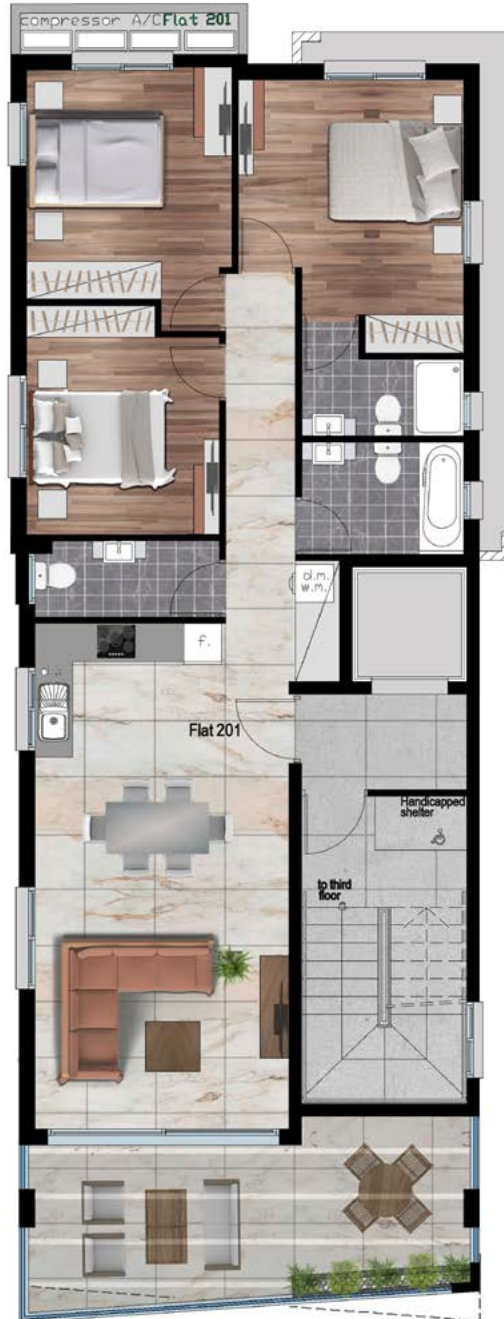 compressor A/C Flat 201
d.m.
w.m.
f.
Flat 201
Handicapped
shelter
to third
floor